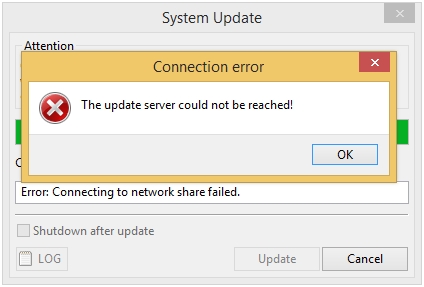 System Update
Attention
Connection error
The update server could not be reached!
OK
Error: Connecting to network share failed.
Shutdown after update
LOG
Update
Cancel